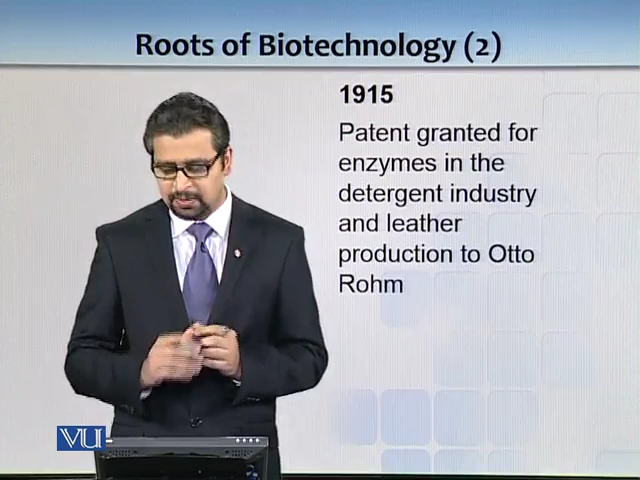 Roots of Biotechnology (2)
1915
Patent granted for
enzymes in the
detergent industry
and leather
production to Otto
Rohm
VU